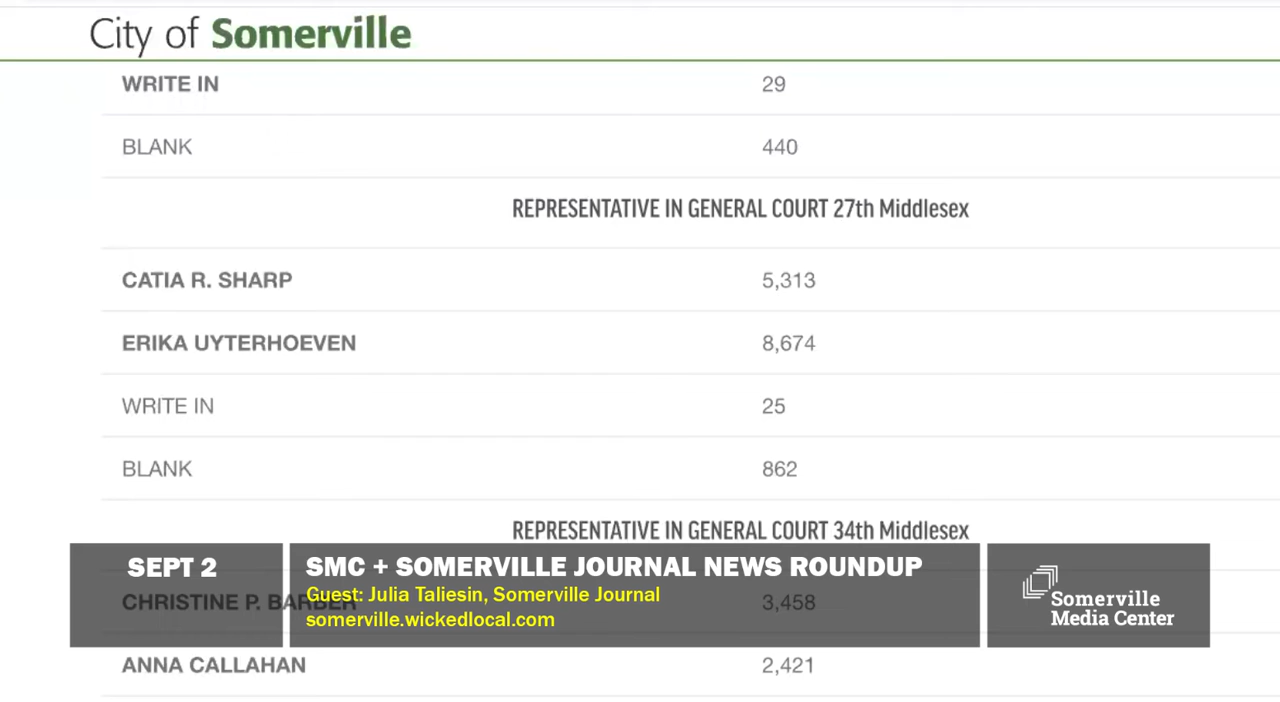 City of Somerville
WRITE IN 29
BLANK 440
REPRESENTATIVE IN GENERAL COURT 27th Middlesex
CATIA R. SHARP 5,313
ERIKA UYTERHOEVEN 8,674
WRITE IN 25
BLANK 862
REPRESENTATIVE IN GENERAL COURT 34th Middlesex
SEPT 2
SMC + SOMERVILLE JOURNAL NEWS ROUNDUP
Guest: Julia Taliesin, Somerville Journal
somerville.wickedlocal.com
Somerville
Media Center
CHRISTINE P. BARBER 3,458
ANNA CALLAHAN 2,421